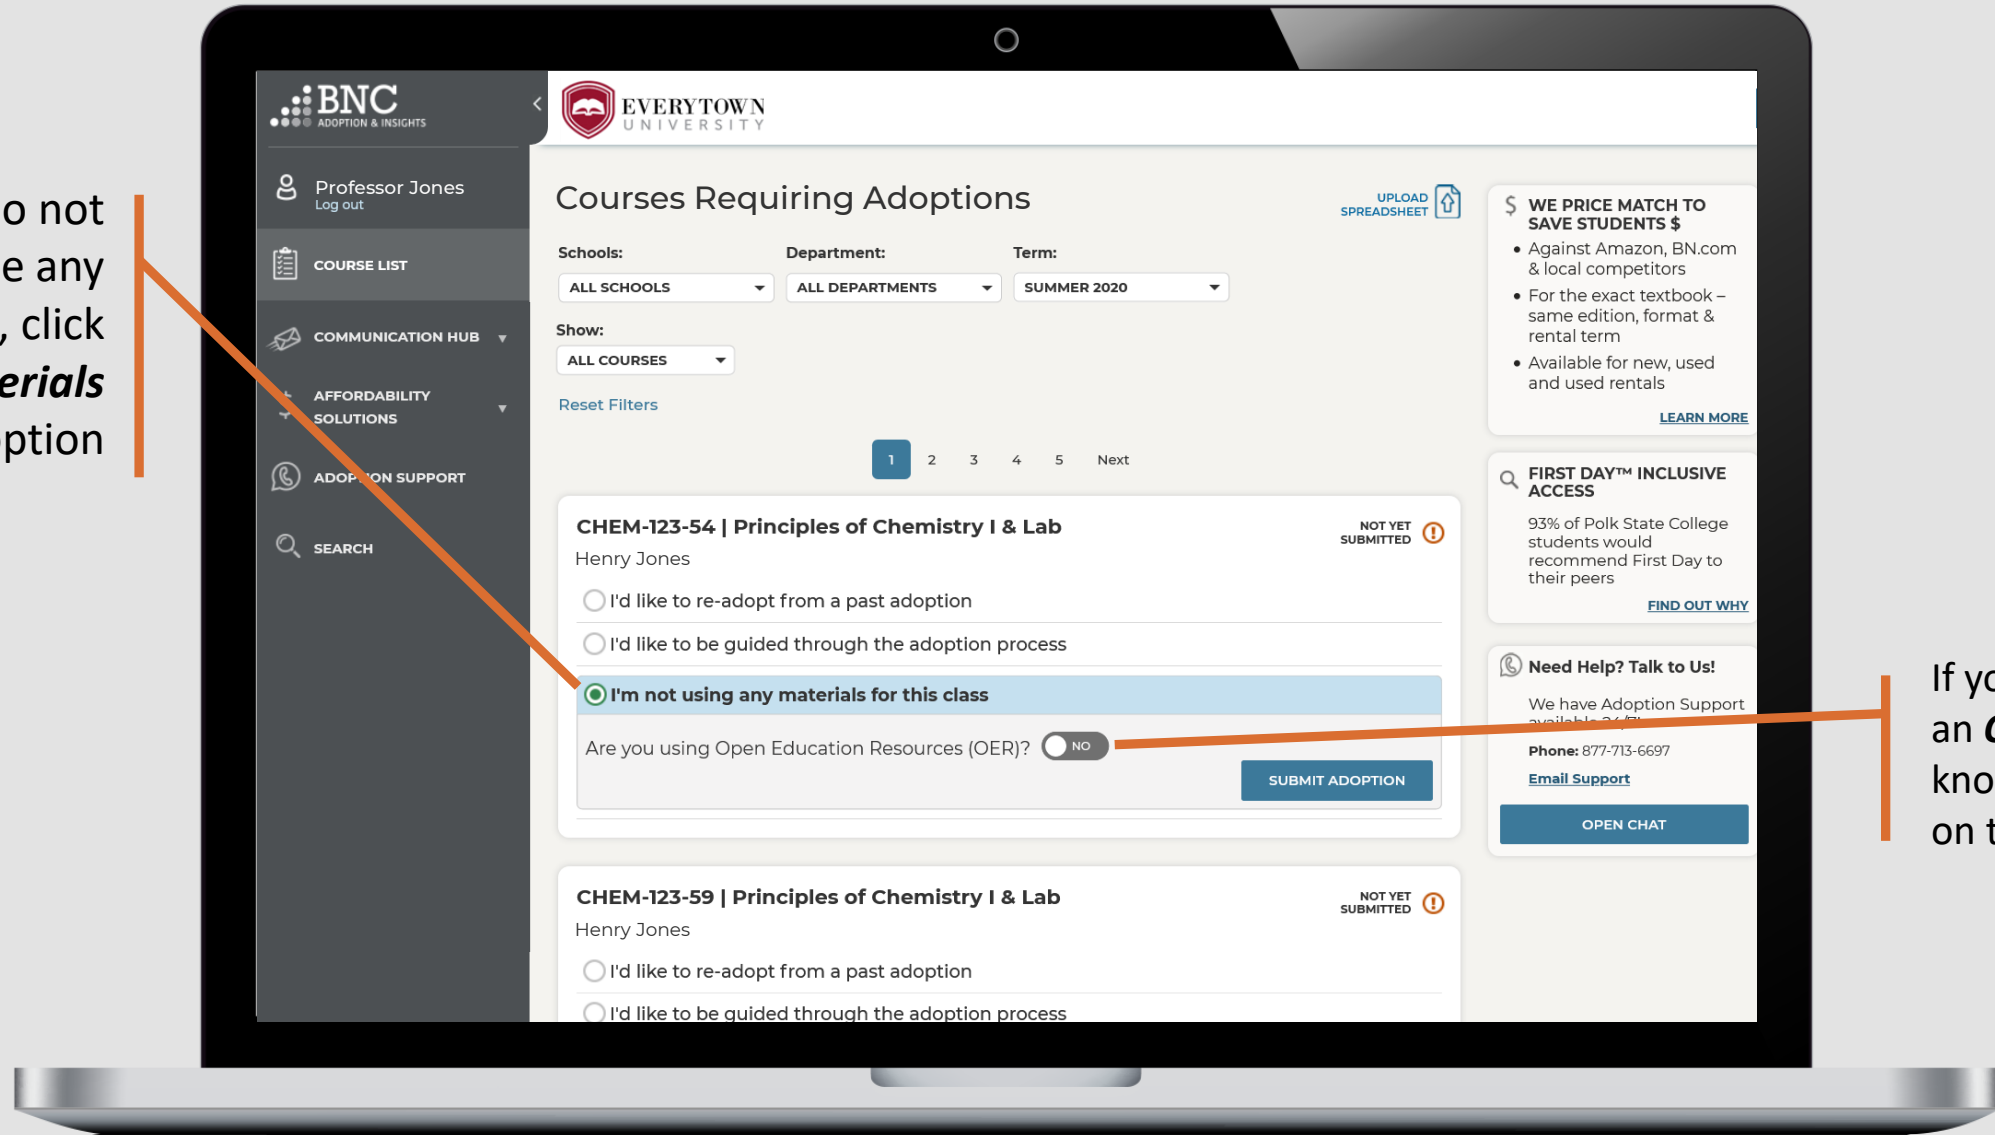 o not
e any
, click
erials
ption
BNC
ADOPTION & INSIGHTS
Professor Jones
Log out
COURSE LIST
COMMUNICATION HUB
AFFORDABILITY
SOLUTIONS
ADOPTION SUPPORT
SEARCH
EVERYTOWN
UNIVERSITY
Courses Requiring Adoptions
UPLOAD
SPREADSHEET
Schools:
Department:
Term:
ALL SCHOOLS
ALL DEPARTMENTS
SUMMER 2020
Show:
ALL COURSES
Reset Filters
1 2 3 4 5 Next
CHEM-123-54 | Principles of Chemistry I & Lab
NOT YET
SUBMITTED
Henry Jones
I'd like to re-adopt from a past adoption
I'd like to be guided through the adoption process
I'm not using any materials for this class
Are you using Open Education Resources (OER)? NO
SUBMIT ADOPTION
CHEM-123-59 | Principles of Chemistry I & Lab
NOT YET
SUBMITTED
Henry Jones
I'd like to re-adopt from a past adoption
I'd like to be guided through the adoption process
$ WE PRICE MATCH TO
SAVE STUDENTS $
• Against Amazon, BN.com
& local competitors
• For the exact textbook –
same edition, format &
rental term
• Available for new, used
and used rentals
LEARN MORE
FIRST DAY™ INCLUSIVE
ACCESS
93% of Polk State College
students would
recommend First Day to
their peers
FIND OUT WHY
Need Help? Talk to Us!
We have Adoption Support
available 24/7!
Phone: 877-713-6697
Email Support
OPEN CHAT
If yo
an
kno
on t